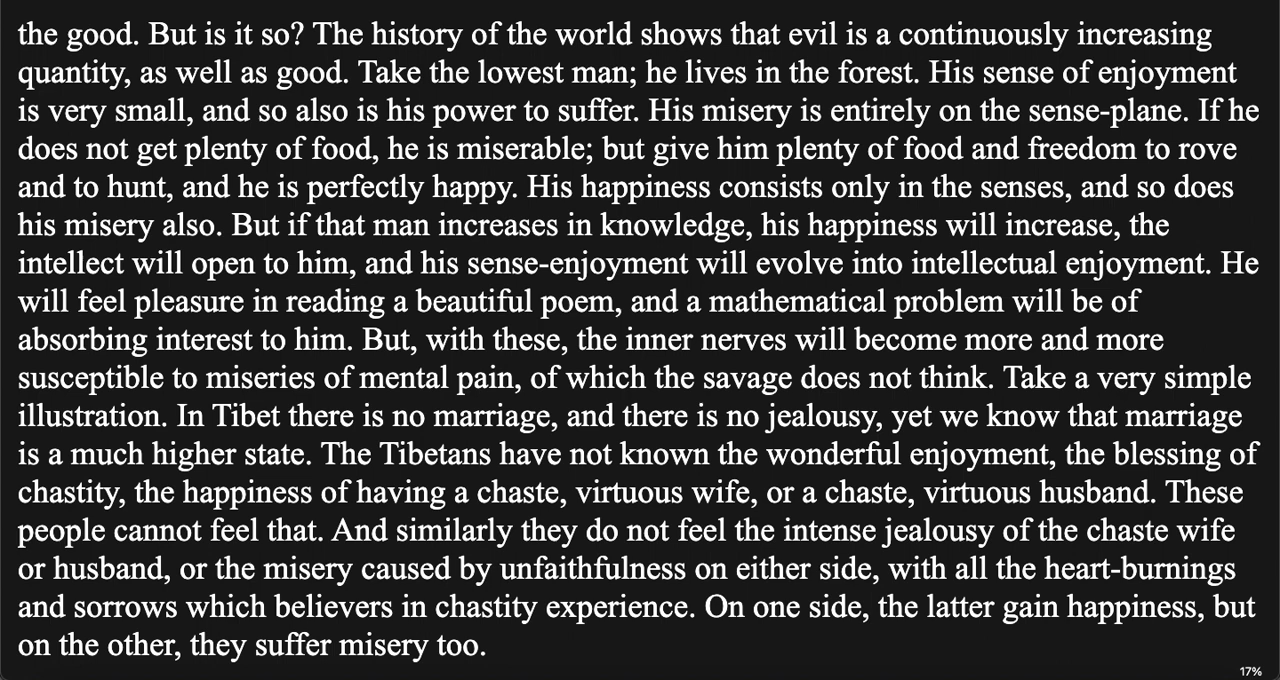 the good. But is it so? The history of the world shows that evil is a continuously increasing
quantity, as well as good. Take the lowest man; he lives in the forest. His sense of enjoyment
is very small, and so also is his power to suffer. His misery is entirely on the sense-plane. If he
does not get plenty of food, he is miserable; but give him plenty of food and freedom to rove
and to hunt, and he is perfectly happy. His happiness consists only in the senses, and so does
his misery also. But if that man increases in knowledge, his happiness will increase, the
intellect will open to him, and his sense-enjoyment will evolve into intellectual enjoyment. He
will feel pleasure in reading a beautiful poem, and a mathematical problem will be of
absorbing interest to him. But, with these, the inner nerves will become more and more
susceptible to miseries of mental pain, of which the savage does not think. Take a very simple
illustration. In Tibet there is no marriage, and there is no jealousy, yet we know that marriage
is a much higher state. The Tibetans have not known the wonderful enjoyment, the blessing of
chastity, the happiness of having a chaste, virtuous wife, or a chaste, virtuous husband. These
people cannot feel that. And similarly they do not feel the intense jealousy of the chaste wife
or husband, or the misery caused by unfaithfulness on either side, with all the heart-burnings
and sorrows which believers in chastity experience. On one side, the latter gain happiness, but
on the other, they suffer misery too.
17%